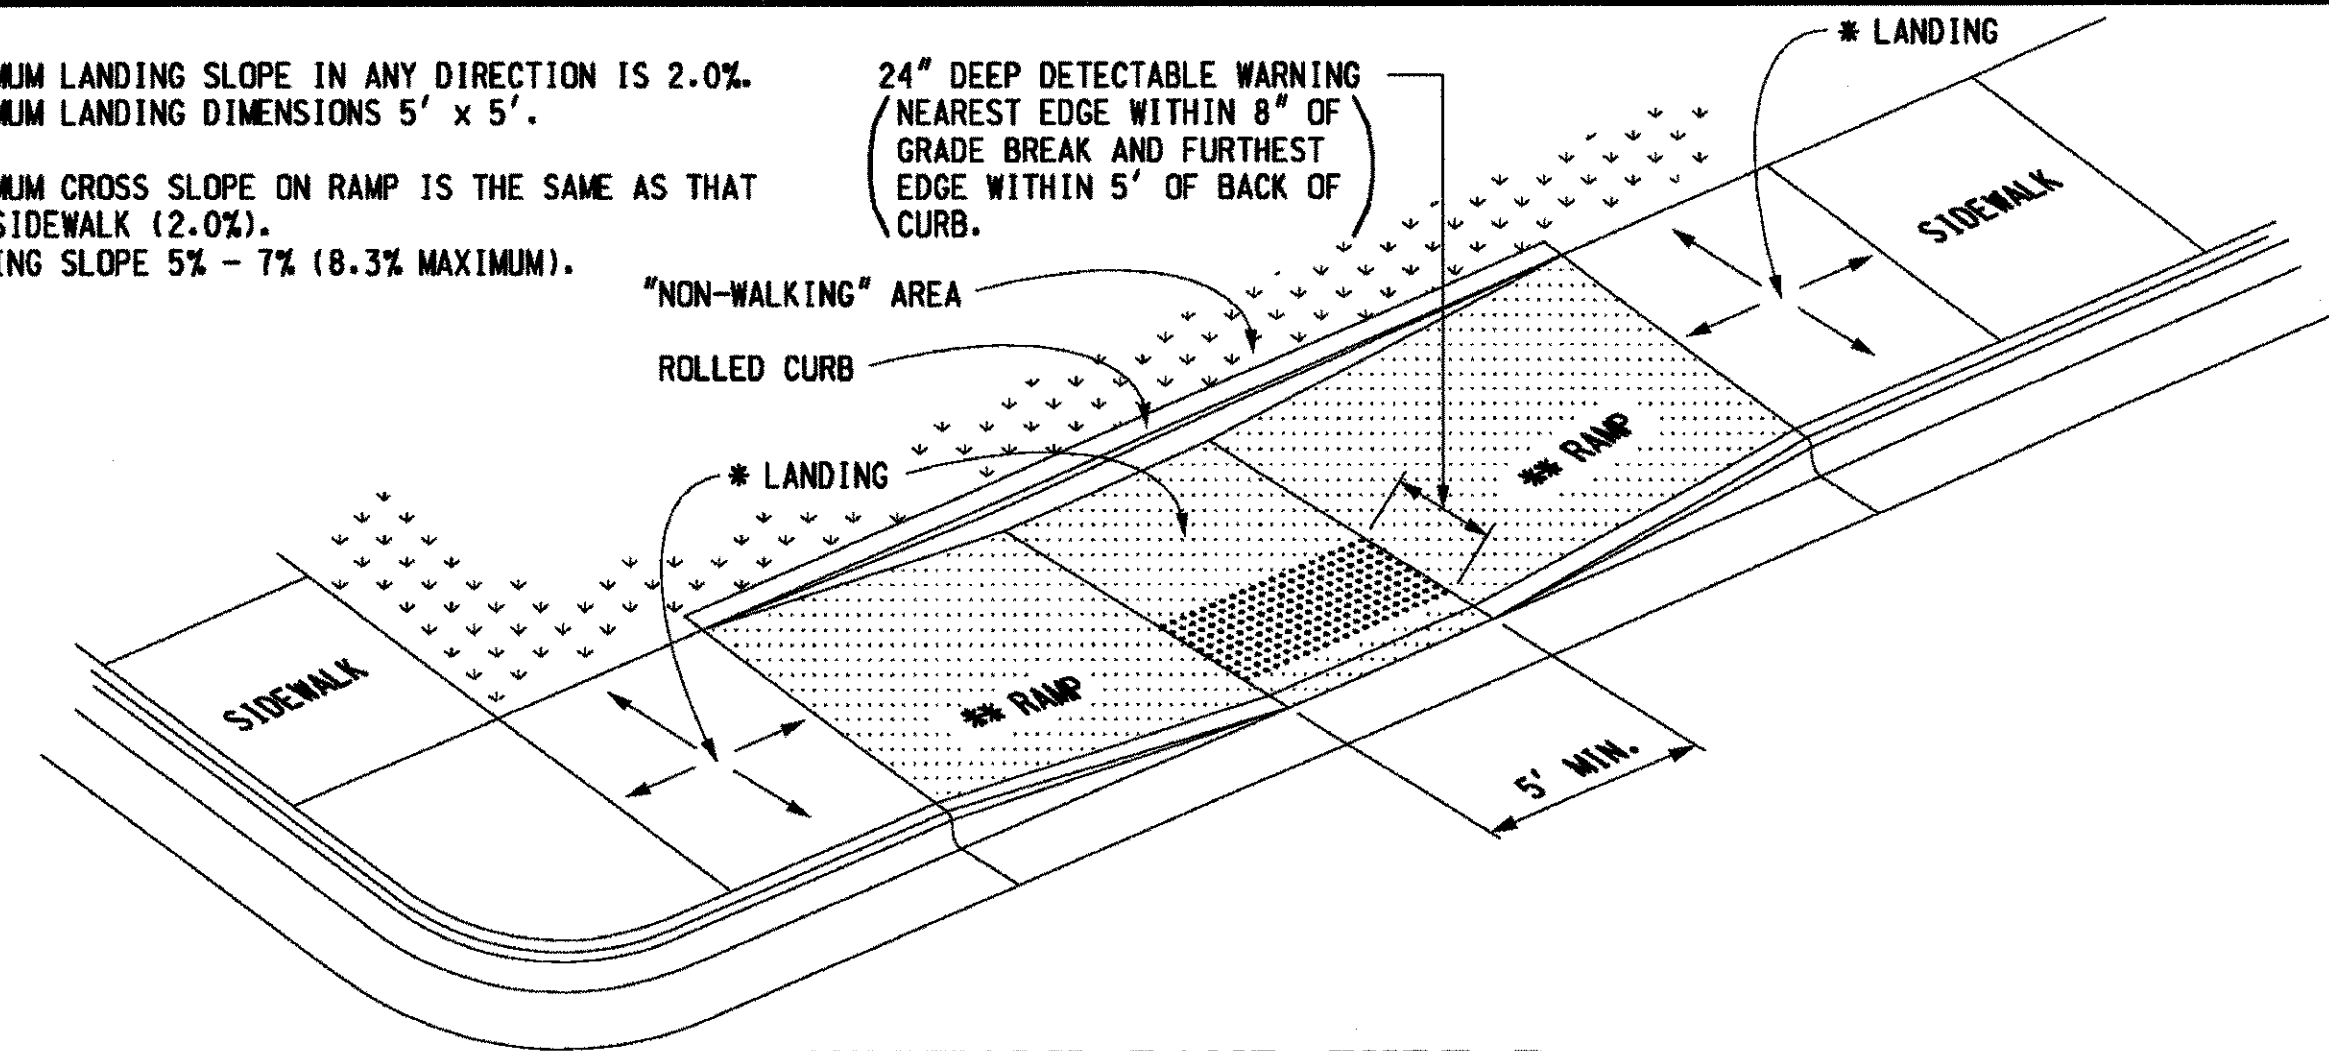 MUM LANDING SLOPE IN ANY DIRECTION IS 2.0%.
MUM LANDING DIMENSIONS 5' x 5'.
MUM CROSS SLOPE ON RAMP IS THE SAME AS THAT
SIDEWALK (2.0%).
ING SLOPE 5% - 7% (8.3% MAXIMUM).
24" DEEP DETECTABLE WARNING
(NEAREST EDGE WITHIN 8" OF
GRADE BREAK AND FURTHEST
EDGE WITHIN 5' OF BACK OF
CURB.)
* LANDING
"NON-WALKING" AREA
ROLLED CURB
* LANDING
SIDEWALK
** RAMP
SIDEWALK
** RAMP
5' MIN.